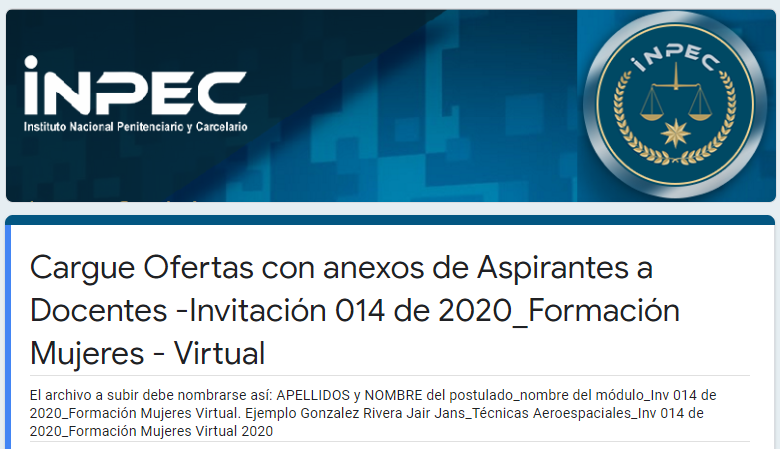 iNPEC
Instituto Nacional Penitenciario y Carcelario
iNPEC
Cargue Ofertas con anexos de Aspirantes a
Docentes -Invitación 014 de 2020_Formación
Mujeres - Virtual
El archivo a subir debe nombrarse así: APELLIDOS y NOMBRE del postulado_nombre del módulo_Inv 014 de
2020_Formación Mujeres Virtual. Ejemplo Gonzalez Rivera Jair Jans_Técnicas Aeroespaciales_Inv 014 de
2020_Formación Mujeres Virtual 2020